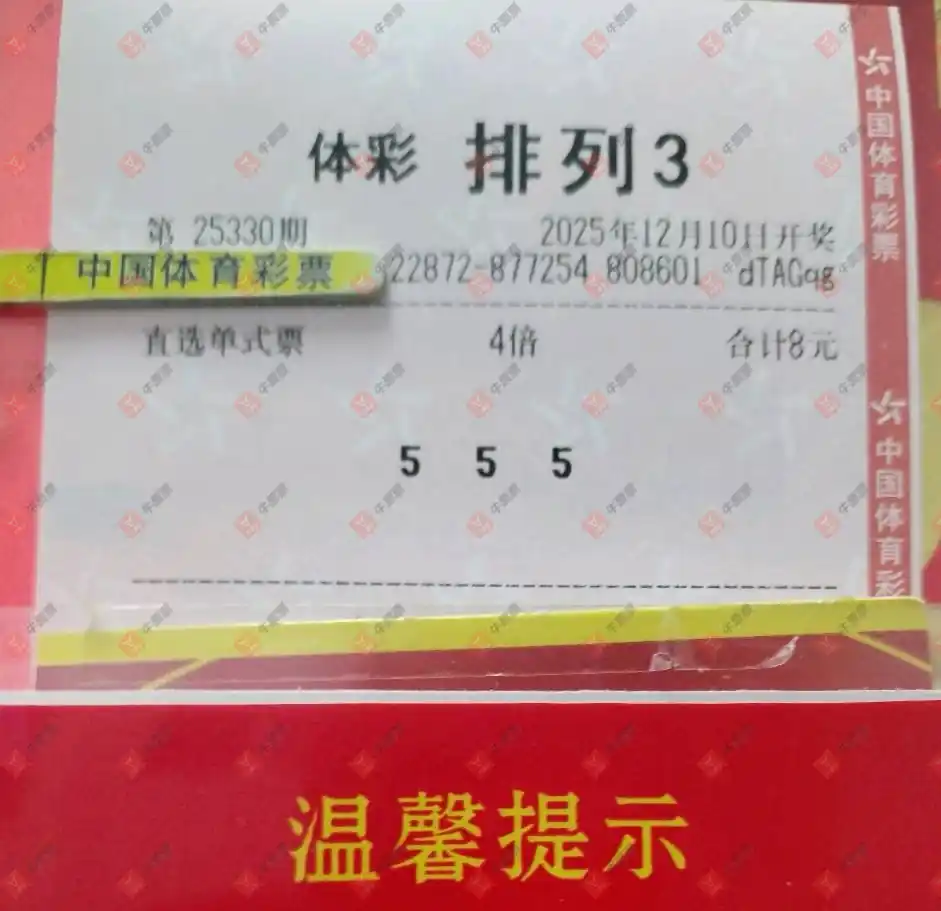 体彩 排列3
第 25330期 2025年12月10日开奖
中国体育彩票 22872-877254 808601 dTAGqg
直选单式票 4倍 合计8元
5 5 5
中国体育彩票
中国体育彩
温馨提示